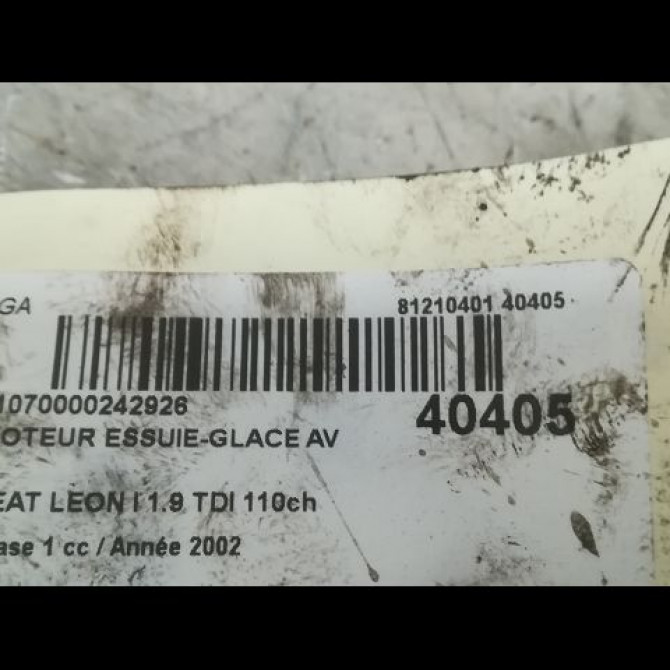 GA 81210401 40405
1070000242926 40405
OTEUR ESSUIE-GLACE AV
EAT LEON I 1.9 TDI 110ch
ase 1 cc / Année 2002